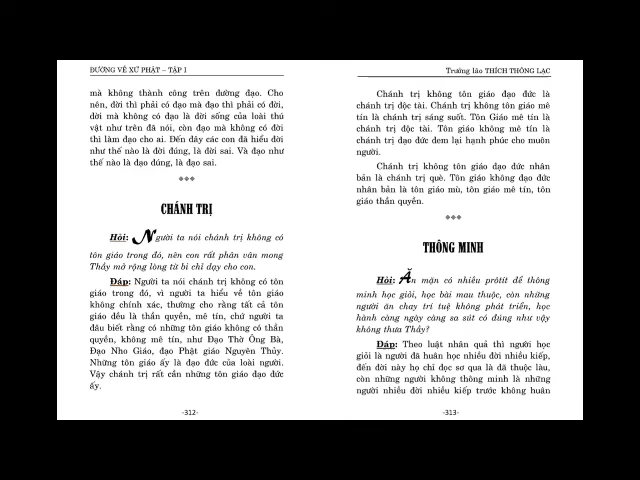 ĐƯỜNG VỀ XỨ PHẬT – TẬP I
mà không thành công trên đường đạo. Cho
nên, đời thì phải có đạo mà đạo thì phải có đời,
đời mà không có đạo là đời sống của loài thú
vật như trên đã nói, còn đạo mà không có đời
thì làm đạo cho ai. Đến đây các con đã hiểu đời
như thế nào là đời đúng, là đời sai. Và đạo như
thế nào là đạo đúng, là đạo sai.
***
CHÁNH TRỊ
Hỏi: Người ta nói chánh trị không có
tôn giáo trong đó, nên con rất phân vân mong
Thầy mở rộng lòng từ bi chỉ dạy cho con.
Đáp: Người ta nói chánh trị không có tôn
giáo trong đó, vì người ta hiểu về tôn giáo
không chính xác, thường cho rằng tất cả tôn
giáo đều là thần quyền, mê tín, chứ người ta
đâu biết rằng có những tôn giáo không có thần
quyền, không mê tín, như Đạo Thờ Ông Bà,
Đạo Nho Giáo, đạo Phật giáo Nguyên Thủy.
Những tôn giáo ấy là đạo đức của loài người.
Vậy chánh trị rất cần những tôn giáo đạo đức
ấy.
-312-
Trưởng lão THÍCH THÔNG LẠC
Chánh trị không tôn giáo đạo đức là
chánh trị độc tài. Chánh trị không tôn giáo mê
tín là chánh trị sáng suốt. Tôn Giáo mê tín là
chánh trị độc tài. Tôn giáo không mê tín là
chánh trị đạo đức đem lại hạnh phúc cho muôn
người.
Chánh trị không tôn giáo đạo đức nhân
bản là chánh trị què. Tôn giáo không đạo đức
nhân bản là tôn giáo mù, tôn giáo mê tín, tôn
giáo thần quyền.
***
THÔNG MINH
Hỏi: Ăn mặn có nhiều prôtít để thông
minh học giỏi, học bài mau thuộc, còn những
người ăn chay trí tuệ không phát triển, học
hành càng ngày càng sa sút có đúng như vậy
không thưa Thầy?
Đáp: Theo luật nhân quả thì người học
giỏi là người đã huân học nhiều đời nhiều kiếp,
đến đời này họ chỉ đọc sơ qua là đã thuộc làu,
còn những người không thông minh là những
người nhiều đời nhiều kiếp trước không huân
-313-